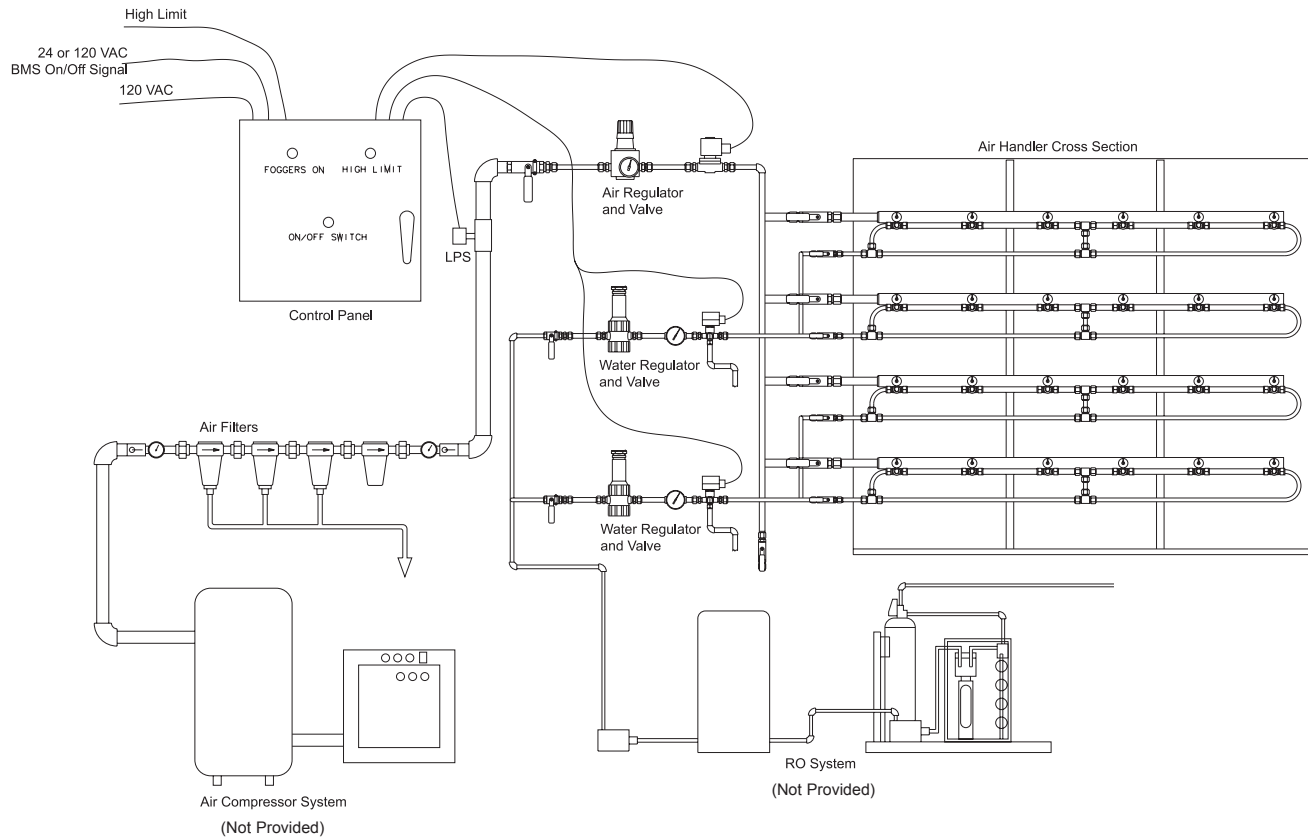 High Limit
24 or 120 VAC
BMS On/Off Signal
120 VAC
FOGGERS ON
HIGH LIMIT
ON/OFF SWITCH
LPS
Control Panel
Air Regulator
and Valve
Air Handler Cross Section
Water Regulator
and Valve
Air Filters
Water Regulator
and Valve
RO System
(Not Provided)
Air Compressor System
(Not Provided)